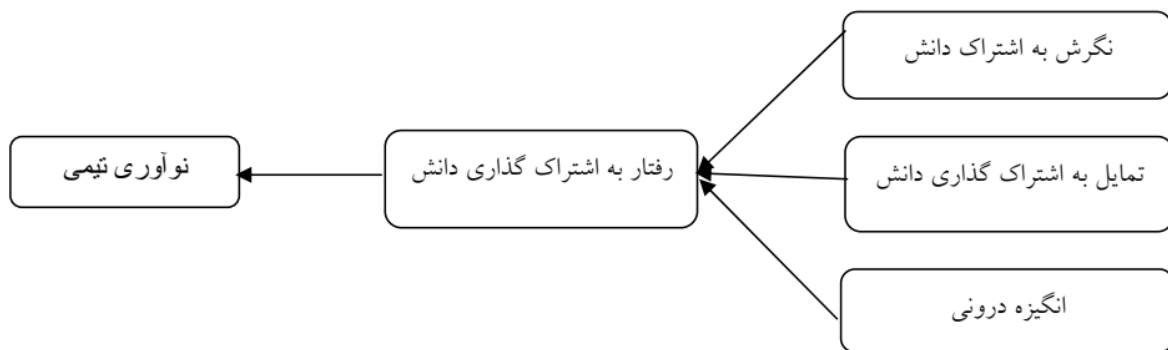 نگرش به اشتراک دانش
تمایل به اشتراک گذاری دانش
انگیزه درونی
رفتار به اشتراک گذاری دانش
نوآوری تیمی